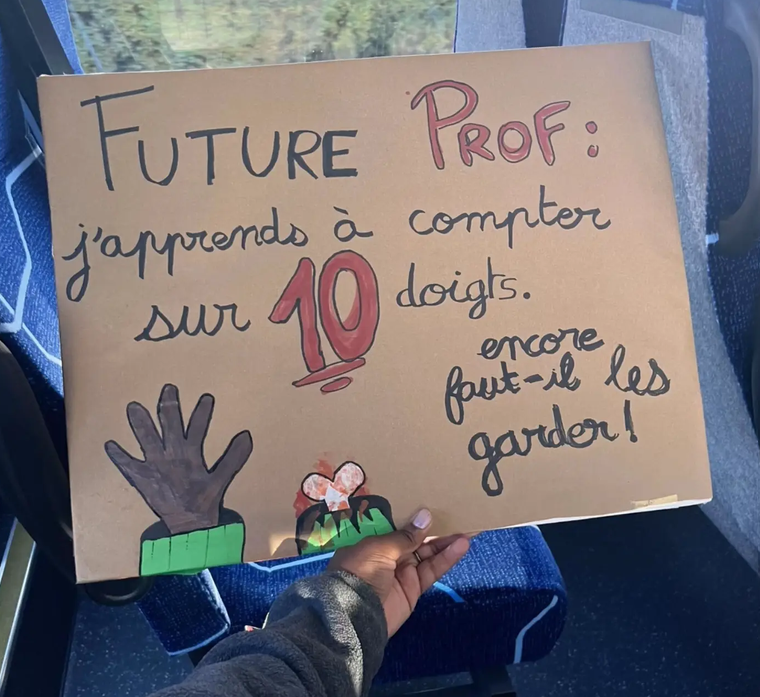 FUTURE PROF:
j'apprends à compter
sur 10 doigts.
encore
faut-il les
garder!